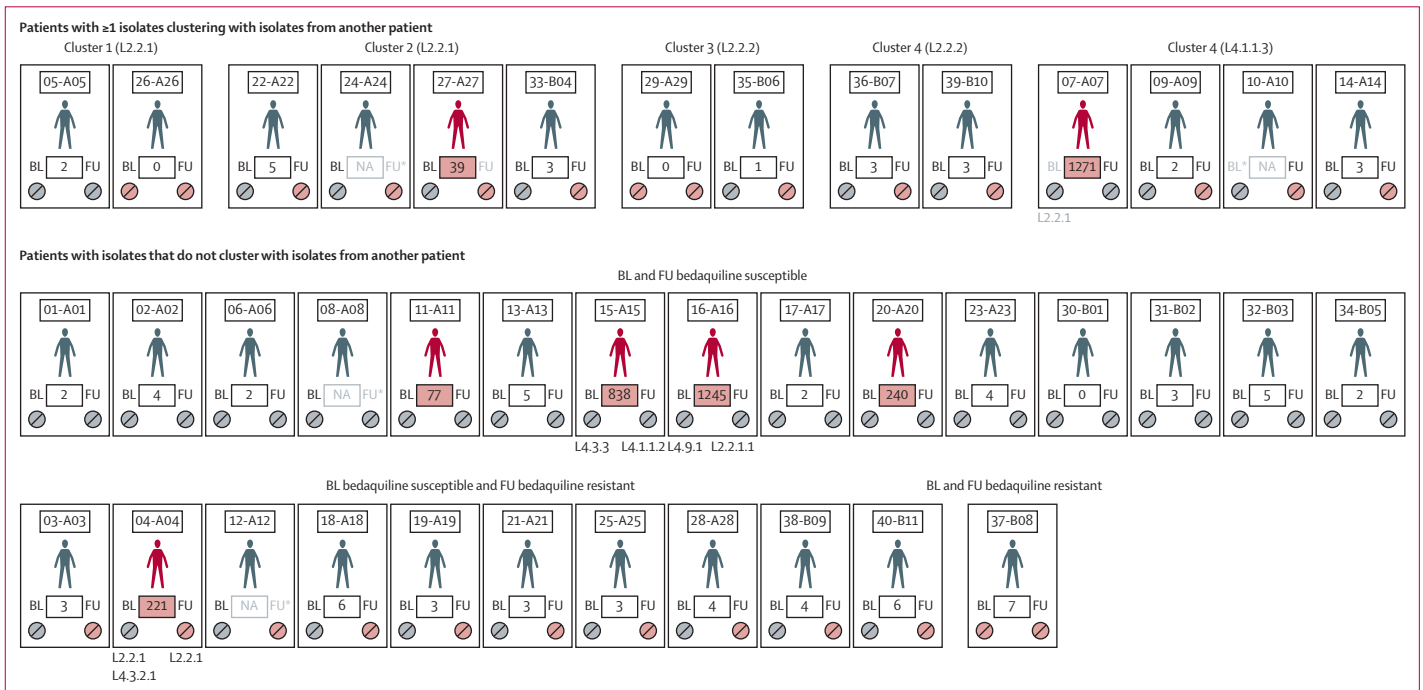 Patients with ≥1 isolates clustering with isolates from another patient
Cluster 1 (L2.2.1) Cluster 2 (L2.2.1) Cluster 3 (L2.2.2) Cluster 4 (L2.2.2) Cluster 4 (L4.1.1.3)
05-A05 26-A26 22-A22 24-A24 27-A27 33-B04 29-A29 35-B06 36-B07 39-B10 07-A07 09-A09 10-A10 14-A14
BL 2 FU BL 0 FU BL 5 FU BL NA FU* BL 39 FU BL 3 FU BL 0 FU BL 1 FU BL 3 FU BL 3 FU BL 1271 FU BL 2 FU BL* NA FU BL 3 FU
L2.2.1
Patients with isolates that do not cluster with isolates from another patient
BL and FU bedaquiline susceptible
01-A01 02-A02 06-A06 08-A08 11-A11 13-A13 15-A15 16-A16 17-A17 20-A20 23-A23 30-B01 31-B02 32-B03 34-B05
BL 2 FU BL 4 FU BL 2 FU BL NA FU* BL 77 FU BL 5 FU BL 838 FU BL 1245 FU BL 2 FU BL 240 FU BL 4 FU BL 0 FU BL 3 FU BL 5 FU BL 2 FU
L4.3.3 L4.1.1.2 L4.9.1 L2.2.1.1
BL bedaquiline susceptible and FU bedaquiline resistant BL and FU bedaquiline resistant
03-A03 04-A04 12-A12 18-A18 19-A19 21-A21 25-A25 28-A28 38-B09 40-B11 37-B08
BL 3 FU BL 221 FU BL NA FU* BL 6 FU BL 3 FU BL 3 FU BL 3 FU BL 4 FU BL 4 FU BL 6 FU BL 7 FU
L2.2.1 L2.2.1
L4.3.2.1